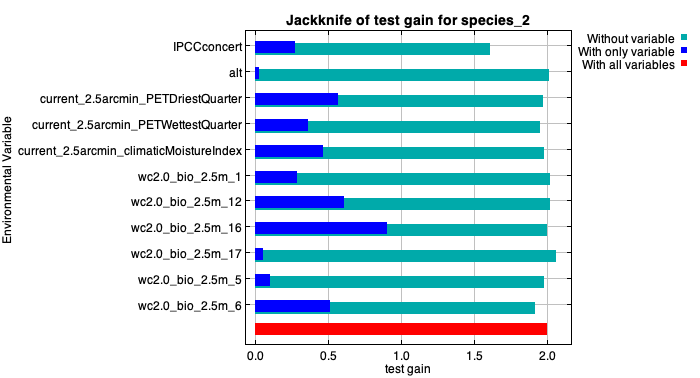 Jackknife of test gain for species_2
Without variable
With only variable
With all variables
Environmental Variable
IPCCconcert
alt
current_2.5arcmin_PETDriestQuarter
current_2.5arcmin_PETWettestQuarter
current_2.5arcmin_climaticMoistureIndex
wc2.0_bio_2.5m_1
wc2.0_bio_2.5m_12
wc2.0_bio_2.5m_16
wc2.0_bio_2.5m_17
wc2.0_bio_2.5m_5
wc2.0_bio_2.5m_6
0.0 0.5 1.0 1.5 2.0
test gain